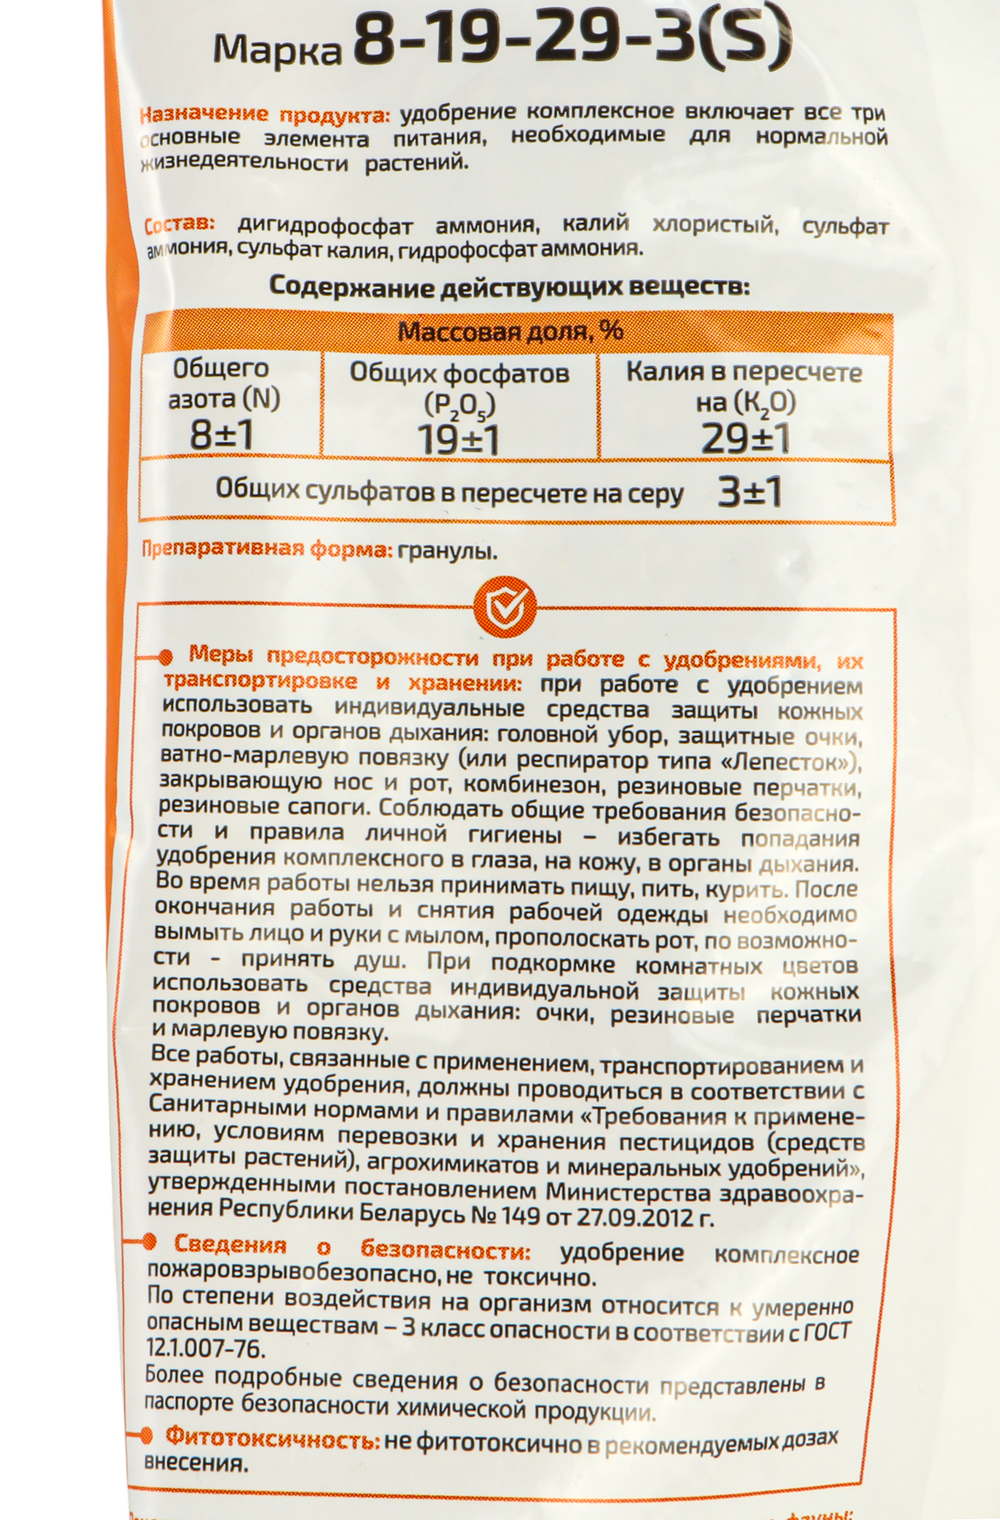 Марка 8-19-29-3(S)
Назначение продукта: удобрение комплексное включает все три
основные элемента питания, необходимые для нормальной
жизнедеятельности растений.
Состав: дигидрофосфат аммония, калий хлористый, сульфат
аммония, сульфат калия, гидрофосфат аммония.
Содержание действующих веществ:
Массовая доля, %
Общего азота (N) 8±1
Общих фосфатов (P₂O₅) 19±1
Калия в пересчете на (K₂O) 29±1
Общих сульфатов в пересчете на серу 3±1
Препаративная форма: гранулы.
Меры предосторожности при работе с удобрениями, их
транспортировке и хранении: при работе с удобрением
использовать индивидуальные средства защиты кожных
покровов и органов дыхания: головной убор, защитные очки,
ватно-марлевую повязку (или респиратор типа «Лепесток»),
закрывающую нос и рот, комбинезон, резиновые перчатки,
резиновые сапоги. Соблюдать общие требования безопасно-
сти и правила личной гигиены – избегать попадания
удобрения комплексного в глаза, на кожу, в органы дыхания.
Во время работы нельзя принимать пищу, пить, курить. После
окончания работы и снятия рабочей одежды необходимо
вымыть лицо и руки с мылом, прополоскать рот, по возможно-
сти - принять душ. При подкормке комнатных цветов
использовать средства индивидуальной защиты кожных
покровов и органов дыхания: очки, резиновые перчатки
и марлевую повязку.
Все работы, связанные с применением, транспортированием и
хранением удобрения, должны проводиться в соответствии с
Санитарными нормами и правилами «Требования к примене-
нию, условиям перевозки и хранения пестицидов (средств
защиты растений), агрохимикатов и минеральных удобрений»,
утвержденными постановлением Министерства здравоохра-
нения Республики Беларусь № 149 от 27.09.2012 г.
Сведения о безопасности: удобрение комплексное
пожаровзрывобезопасно, не токсично.
По степени воздействия на организм относится к умеренно
опасным веществам – 3 класс опасности в соответствии с ГОСТ
12.1.007-76.
Более подробные сведения о безопасности представлены в
паспорте безопасности химической продукции.
Фитотоксичность: не фитотоксично в рекомендуемых дозах
внесения.